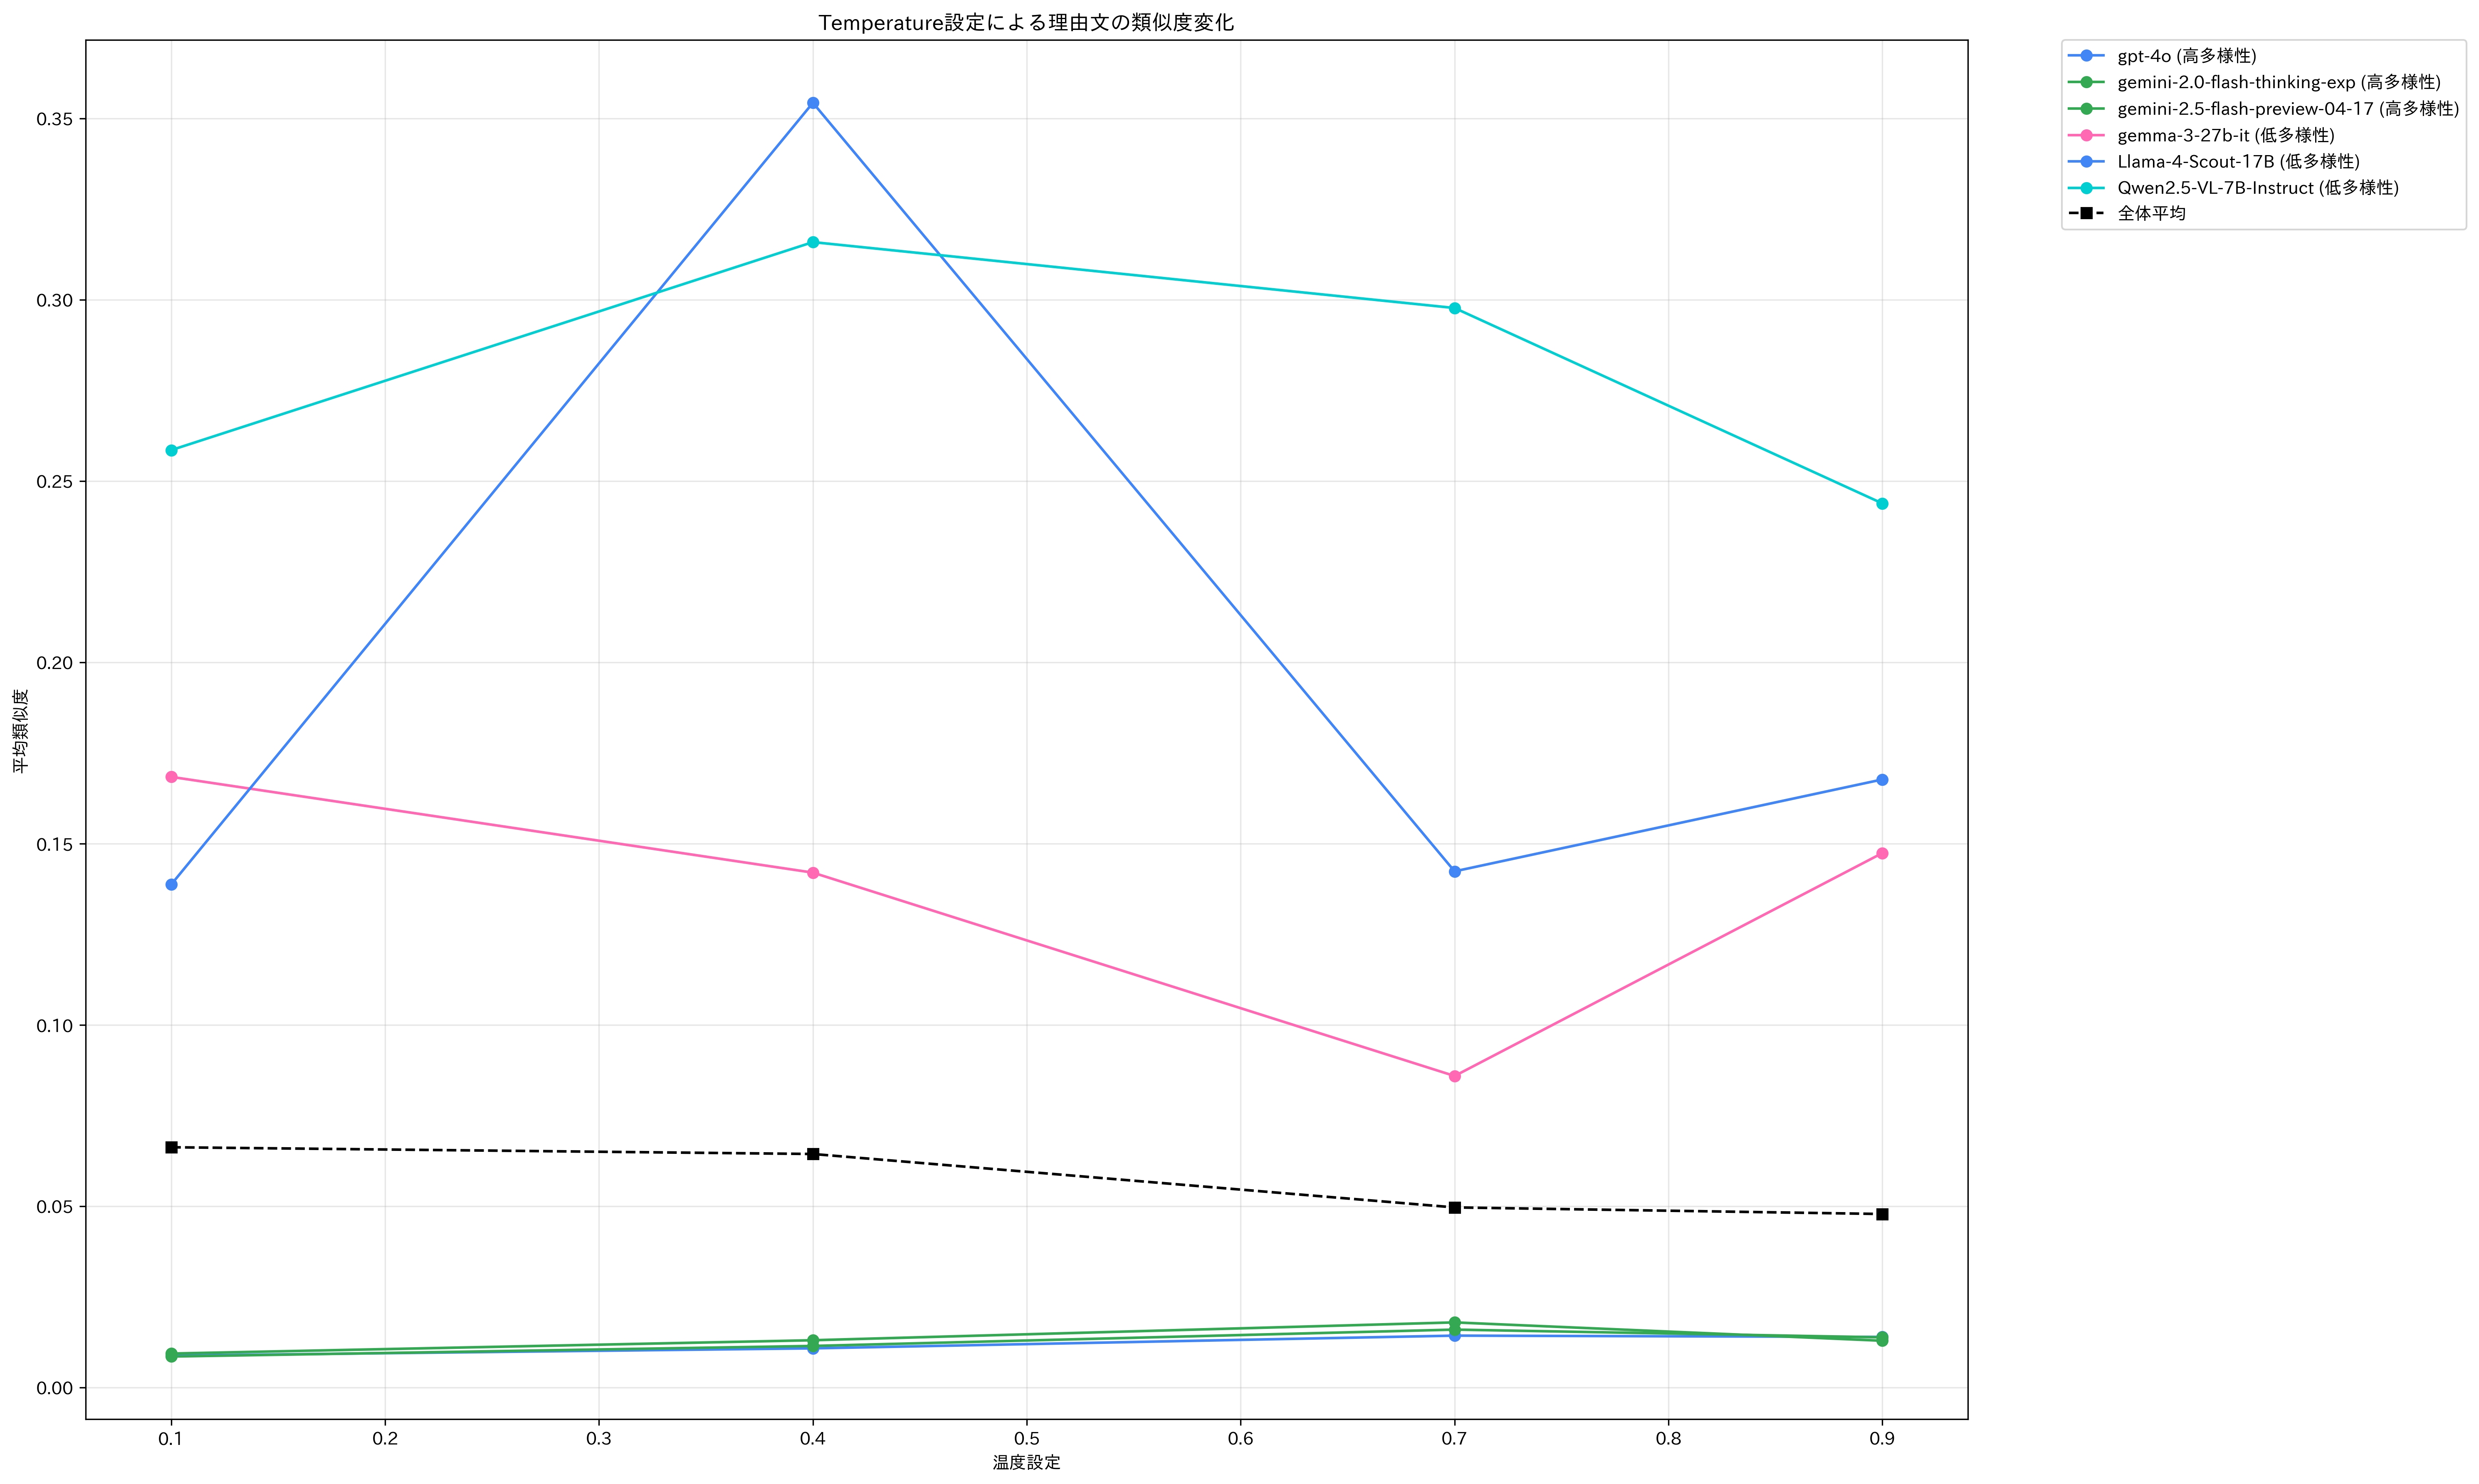 Temperature設定による理由文の類似度変化
gpt-4o (高多様性)
gemini-2.0-flash-thinking-exp (高多様性)
gemini-2.5-flash-preview-04-17 (高多様性)
gemma-3-27b-it (低多様性)
Llama-4-Scout-17B (低多様性)
Qwen2.5-VL-7B-Instruct (低多様性)
全体平均
平均類似度
0.35
0.30
0.25
0.20
0.15
0.10
0.05
0.00
0.1
0.2
0.3
0.4
0.5
0.6
0.7
0.8
0.9
温度設定